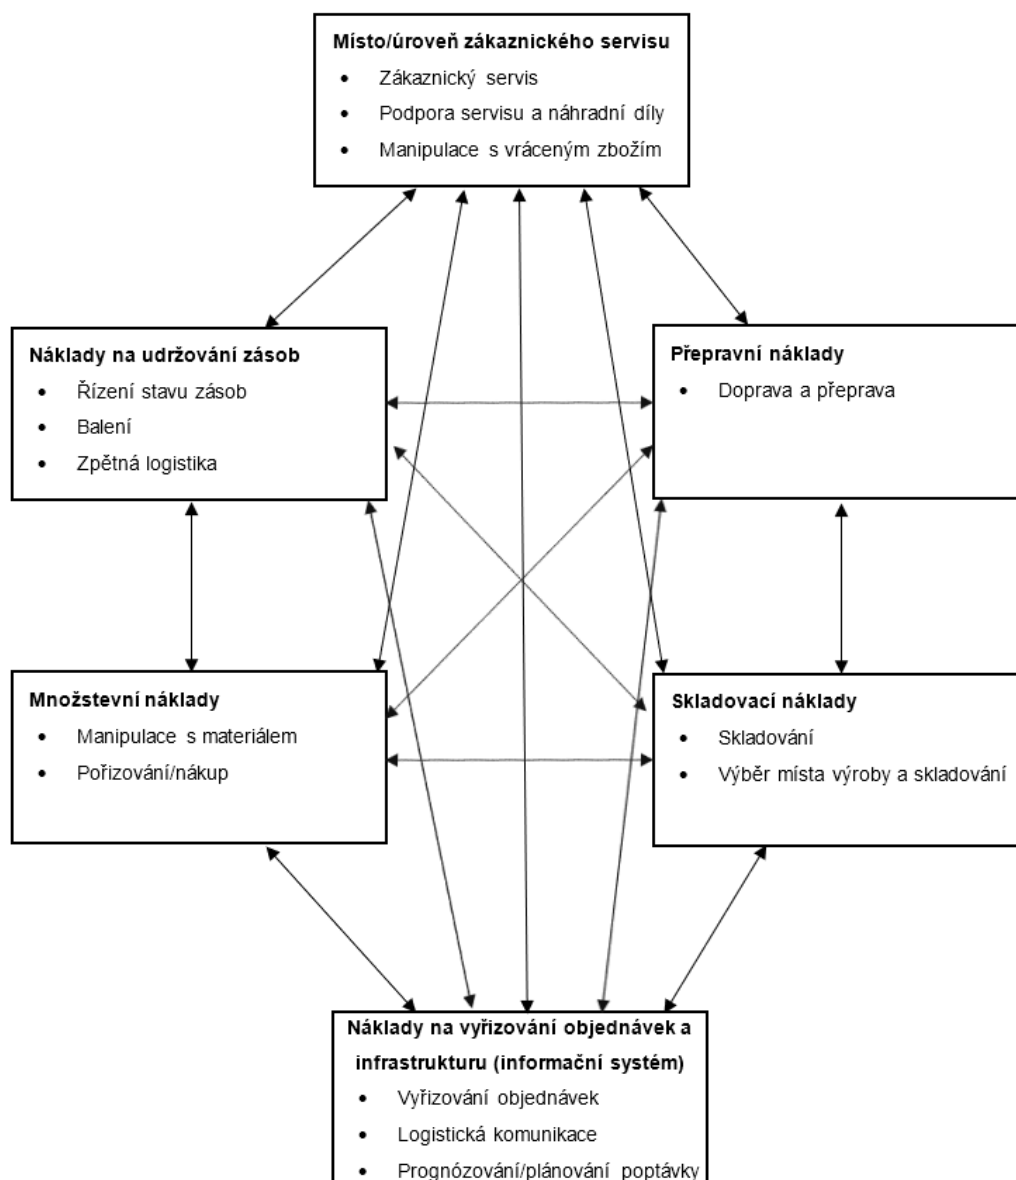 Místo/úroveň zákaznického servisu
• Zákaznický servis
• Podpora servisu a náhradní díly
• Manipulace s vráceným zbožím
Náklady na udržování zásob
• Řízení stavu zásob
• Balení
• Zpětná logistika
Přepravní náklady
• Doprava a přeprava
Množstevní náklady
• Manipulace s materiálem
• Pořizování/nákup
Skladovací náklady
• Skladování
• Výběr místa výroby a skladování
Náklady na vyřizování objednávek a
infrastrukturu (informační systém)
• Vyřizování objednávek
• Logistická komunikace
• Prognózování/plánování poptávky